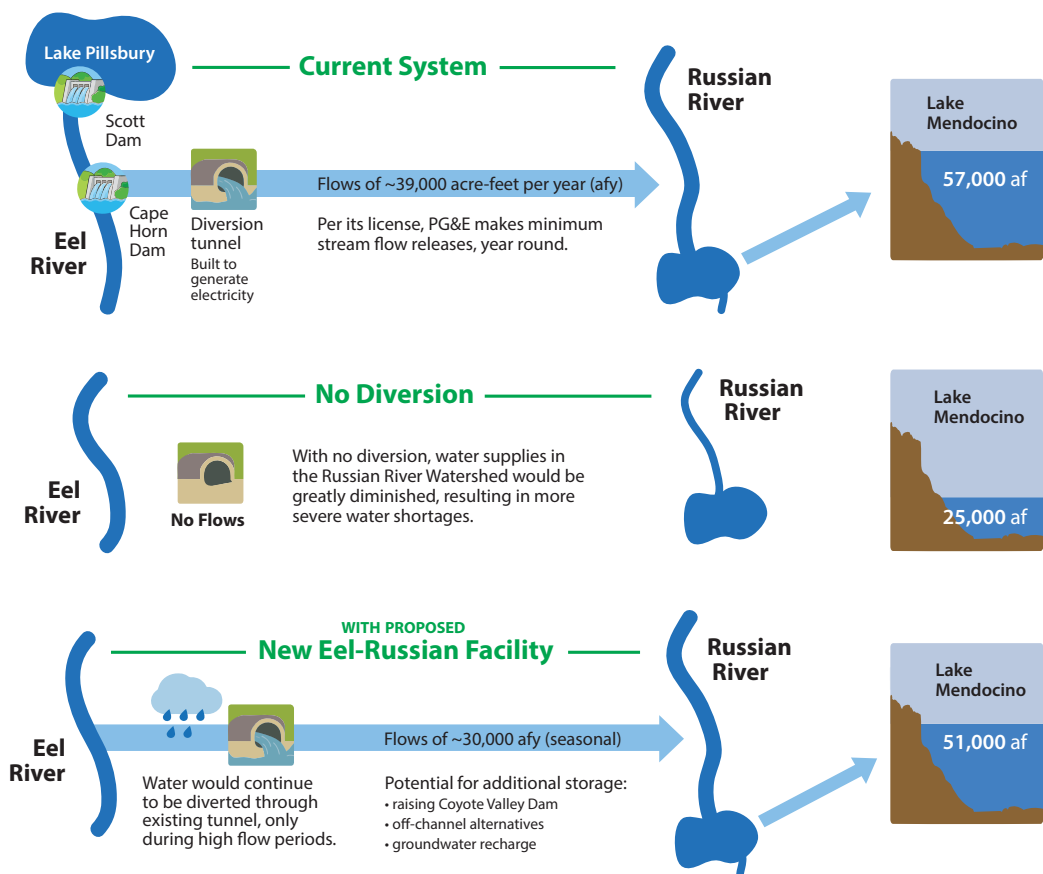 Lake Pillsbury
Current System
Scott
Dam
Cape
Horn
Dam
Eel
River
Diversion
tunnel
Built to
generate
electricity
Flows of ~39,000 acre-feet per year (afy)
Per its license, PG&E makes minimum
stream flow releases, year round.
Russian
River
Lake
Mendocino
57,000 af
No Diversion
Eel
River
No Flows
With no diversion, water supplies in
the Russian River Watershed would be
greatly diminished, resulting in more
severe water shortages.
Russian
River
Lake
Mendocino
25,000 af
WITH PROPOSED
New Eel-Russian Facility
Eel
River
Flows of ~30,000 afy (seasonal)
Water would continue
to be diverted through
existing tunnel, only
during high flow periods.
Potential for additional storage:
• raising Coyote Valley Dam
• off-channel alternatives
• groundwater recharge
Russian
River
Lake
Mendocino
51,000 af